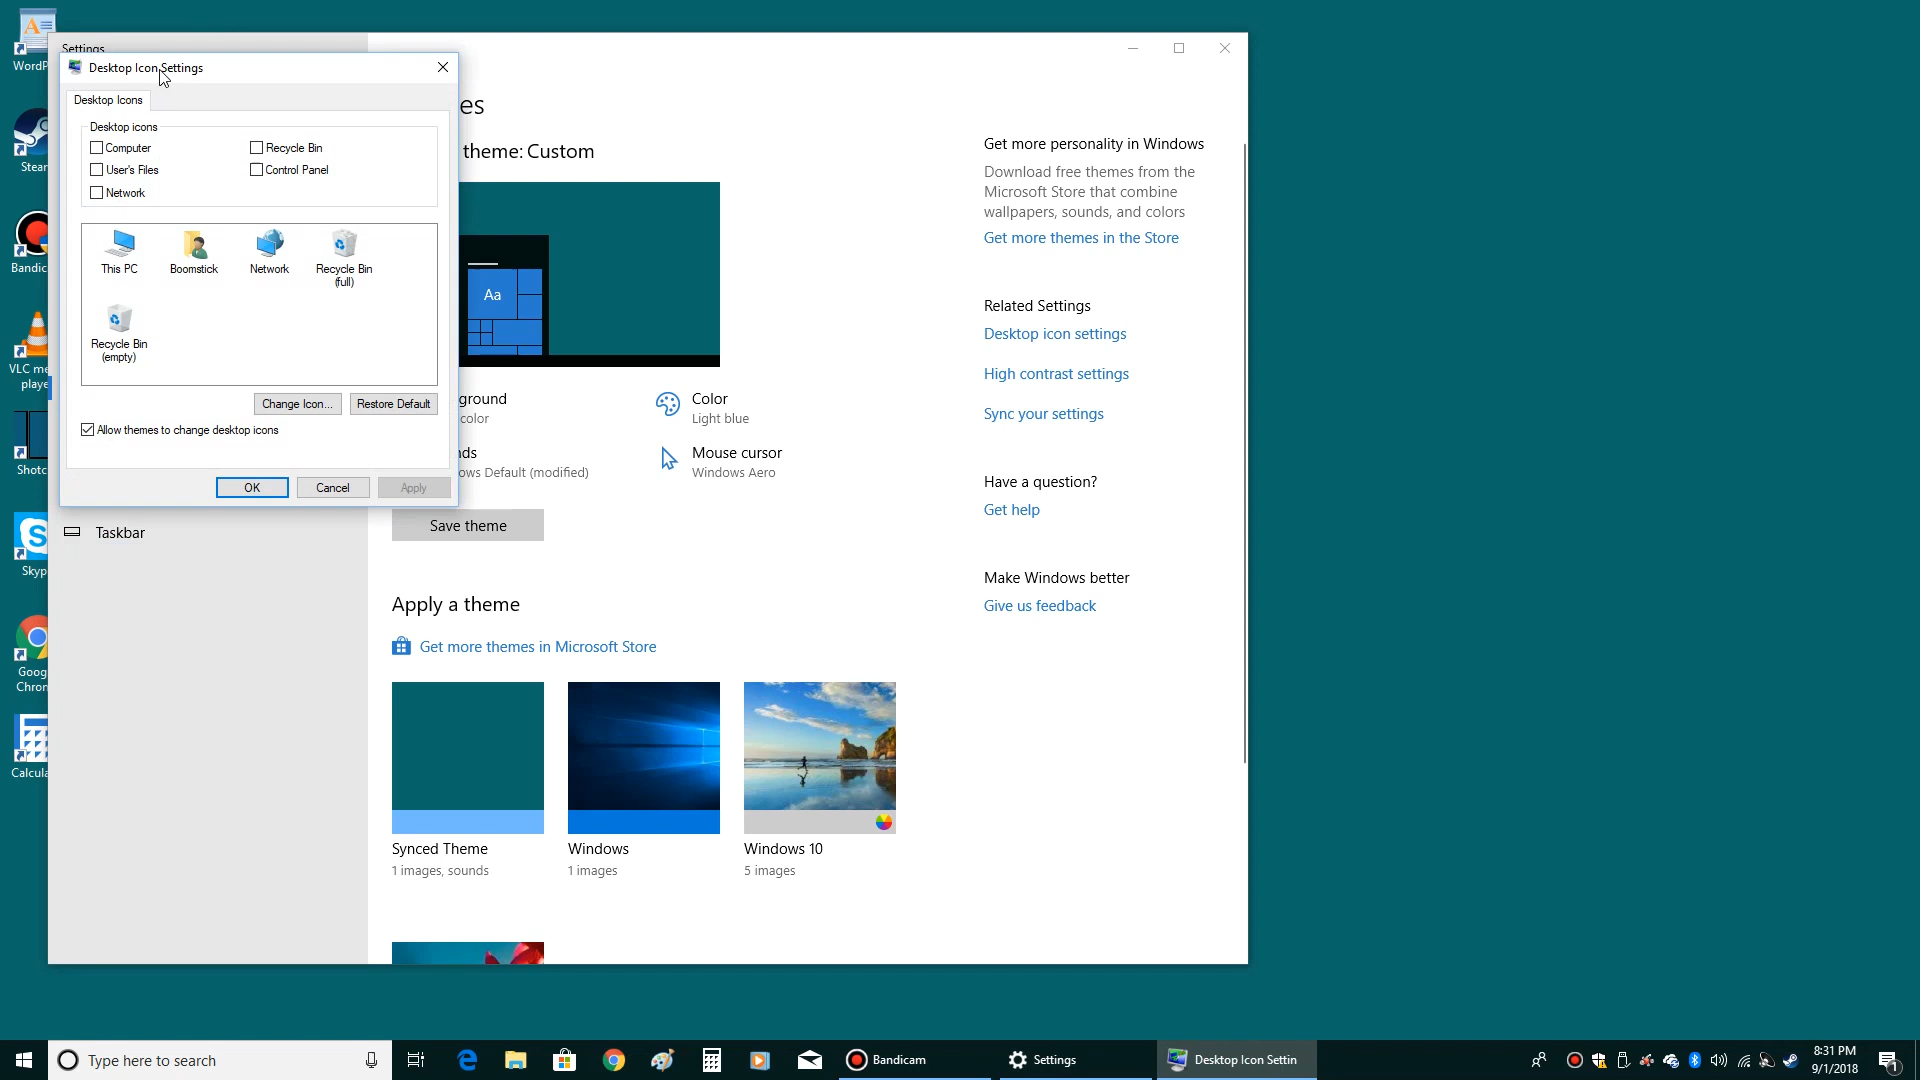 WordP
Stear
Bandic
VLC me
playe
Shotc
Skyp
Goog
Chron
Calcula
Settings
Desktop Icon Settings
Desktop Icons
Desktop icons
Computer
Recycle Bin
User's Files
Control Panel
Network
This PC
Boomstick
Network
Recycle Bin
(full)
Recycle Bin
(empty)
Change Icon...
Restore Default
Allow themes to change desktop icons
OK
Cancel
Apply
Taskbar
es
theme: Custom
Aa
ground
color
Color
Light blue
nds
ows Default (modified)
Mouse cursor
Windows Aero
Save theme
Apply a theme
Get more themes in Microsoft Store
Synced Theme
1 images, sounds
Windows
1 images
Windows 10
5 images
Get more personality in Windows
Download free themes from the
Microsoft Store that combine
wallpapers, sounds, and colors
Get more themes in the Store
Related Settings
Desktop icon settings
High contrast settings
Sync your settings
Have a question?
Get help
Make Windows better
Give us feedback
Type here to search
Bandicam
Settings
Desktop Icon Settin
8:31 PM
9/1/2018
1